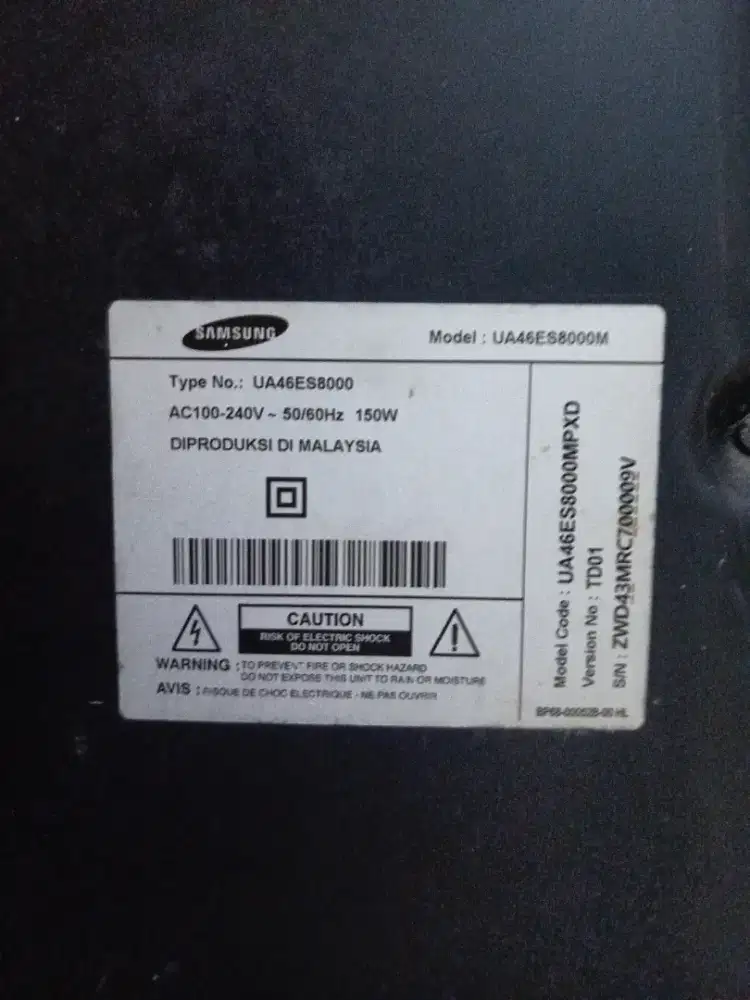 SAMSUNG
Model : UA46ES8000M
Type No.: UA46ES8000
AC100-240V ~ 50/60Hz 150W
DIPRODUKSI DI MALAYSIA
CAUTION
RISK OF ELECTRIC SHOCK
DO NOT OPEN
WARNING : TO PREVENT FIRE OR SHOCK HAZARD
DO NOT EXPOSE THIS UNIT TO RAIN OR MOISTURE
AVIS : RISQUE DE CHOC ELECTRIQUE - NE PAS OUVRIR
Model Code : UA46ES8000MPXD
Version No : TD01
S/N : ZWD43MRC700009V